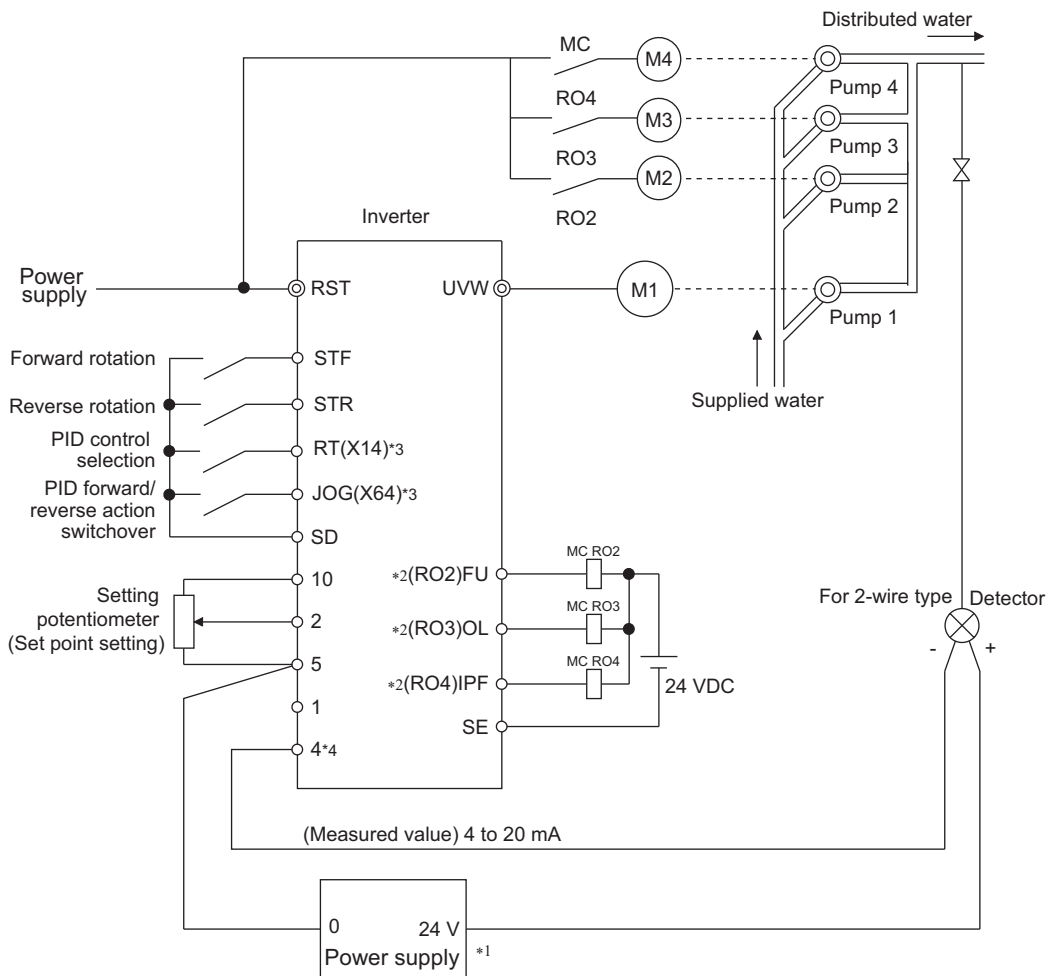 Distributed water
MC
M4
Pump 4
RO4
M3
Pump 3
RO3
M2
Pump 2
RO2
Inverter
Power
supply
RST
UVW
M1
Pump 1
Supplied water
Forward rotation
STF
Reverse rotation
STR
PID control
selection
RT(X14)*3
PID forward/
reverse action
switchover
JOG(X64)*3
SD
10
Setting
potentiometer
(Set point setting)
2
5
1
4*4
*2(RO2)FU
MC RO2
*2(RO3)OL
MC RO3
*2(RO4)IPF
MC RO4
SE
24 VDC
For 2-wire type
Detector
- +
(Measured value) 4 to 20 mA
0 24 V
Power supply *1